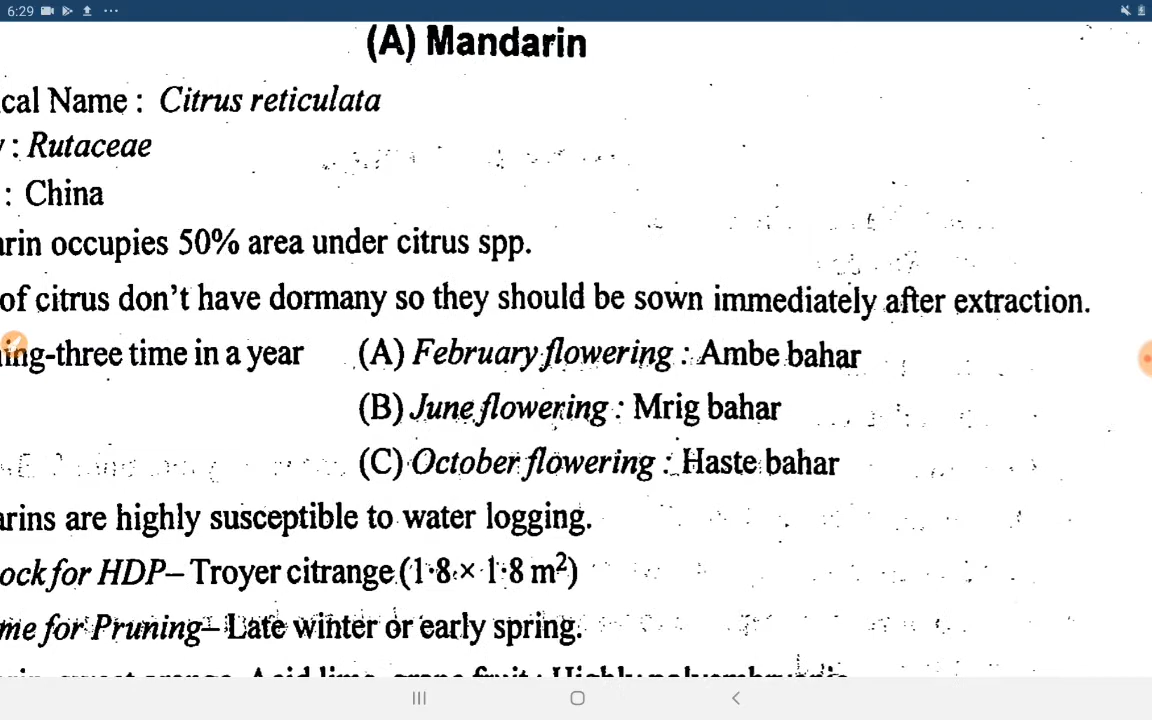 6:29
(A) Mandarin
ical Name : Citrus reticulata
: Rutaceae
: China
arin occupies 50% area under citrus spp.
of citrus don't have dormany so they should be sown immediately after extraction.
ing-three time in a year (A) February flowering : Ambe bahar
(B) June flowering : Mrig bahar
(C) October flowering : Haste bahar
arins are highly susceptible to water logging.
ock for HDP– Troyer citrange (1·8 × 1·8 m²)
me for Pruning– Late winter or early spring.